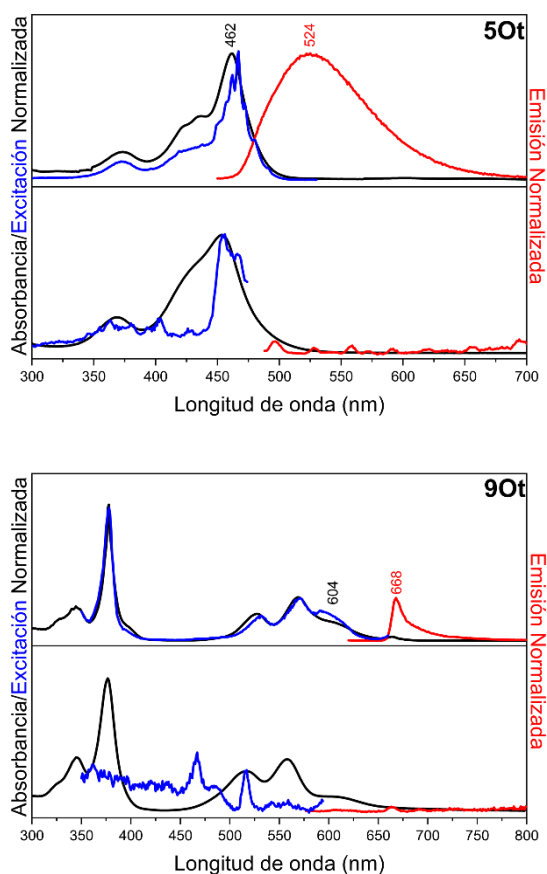 5Ot
462
524
Absorbancia/Excitación Normalizada
Emisión Normalizada
300 350 400 450 500 550 600 650 700
Longitud de onda (nm)
9Ot
604
668
Absorbancia/Excitación Normalizada
Emisión Normalizada
300 350 400 450 500 550 600 650 700 750 800
Longitud de onda (nm)